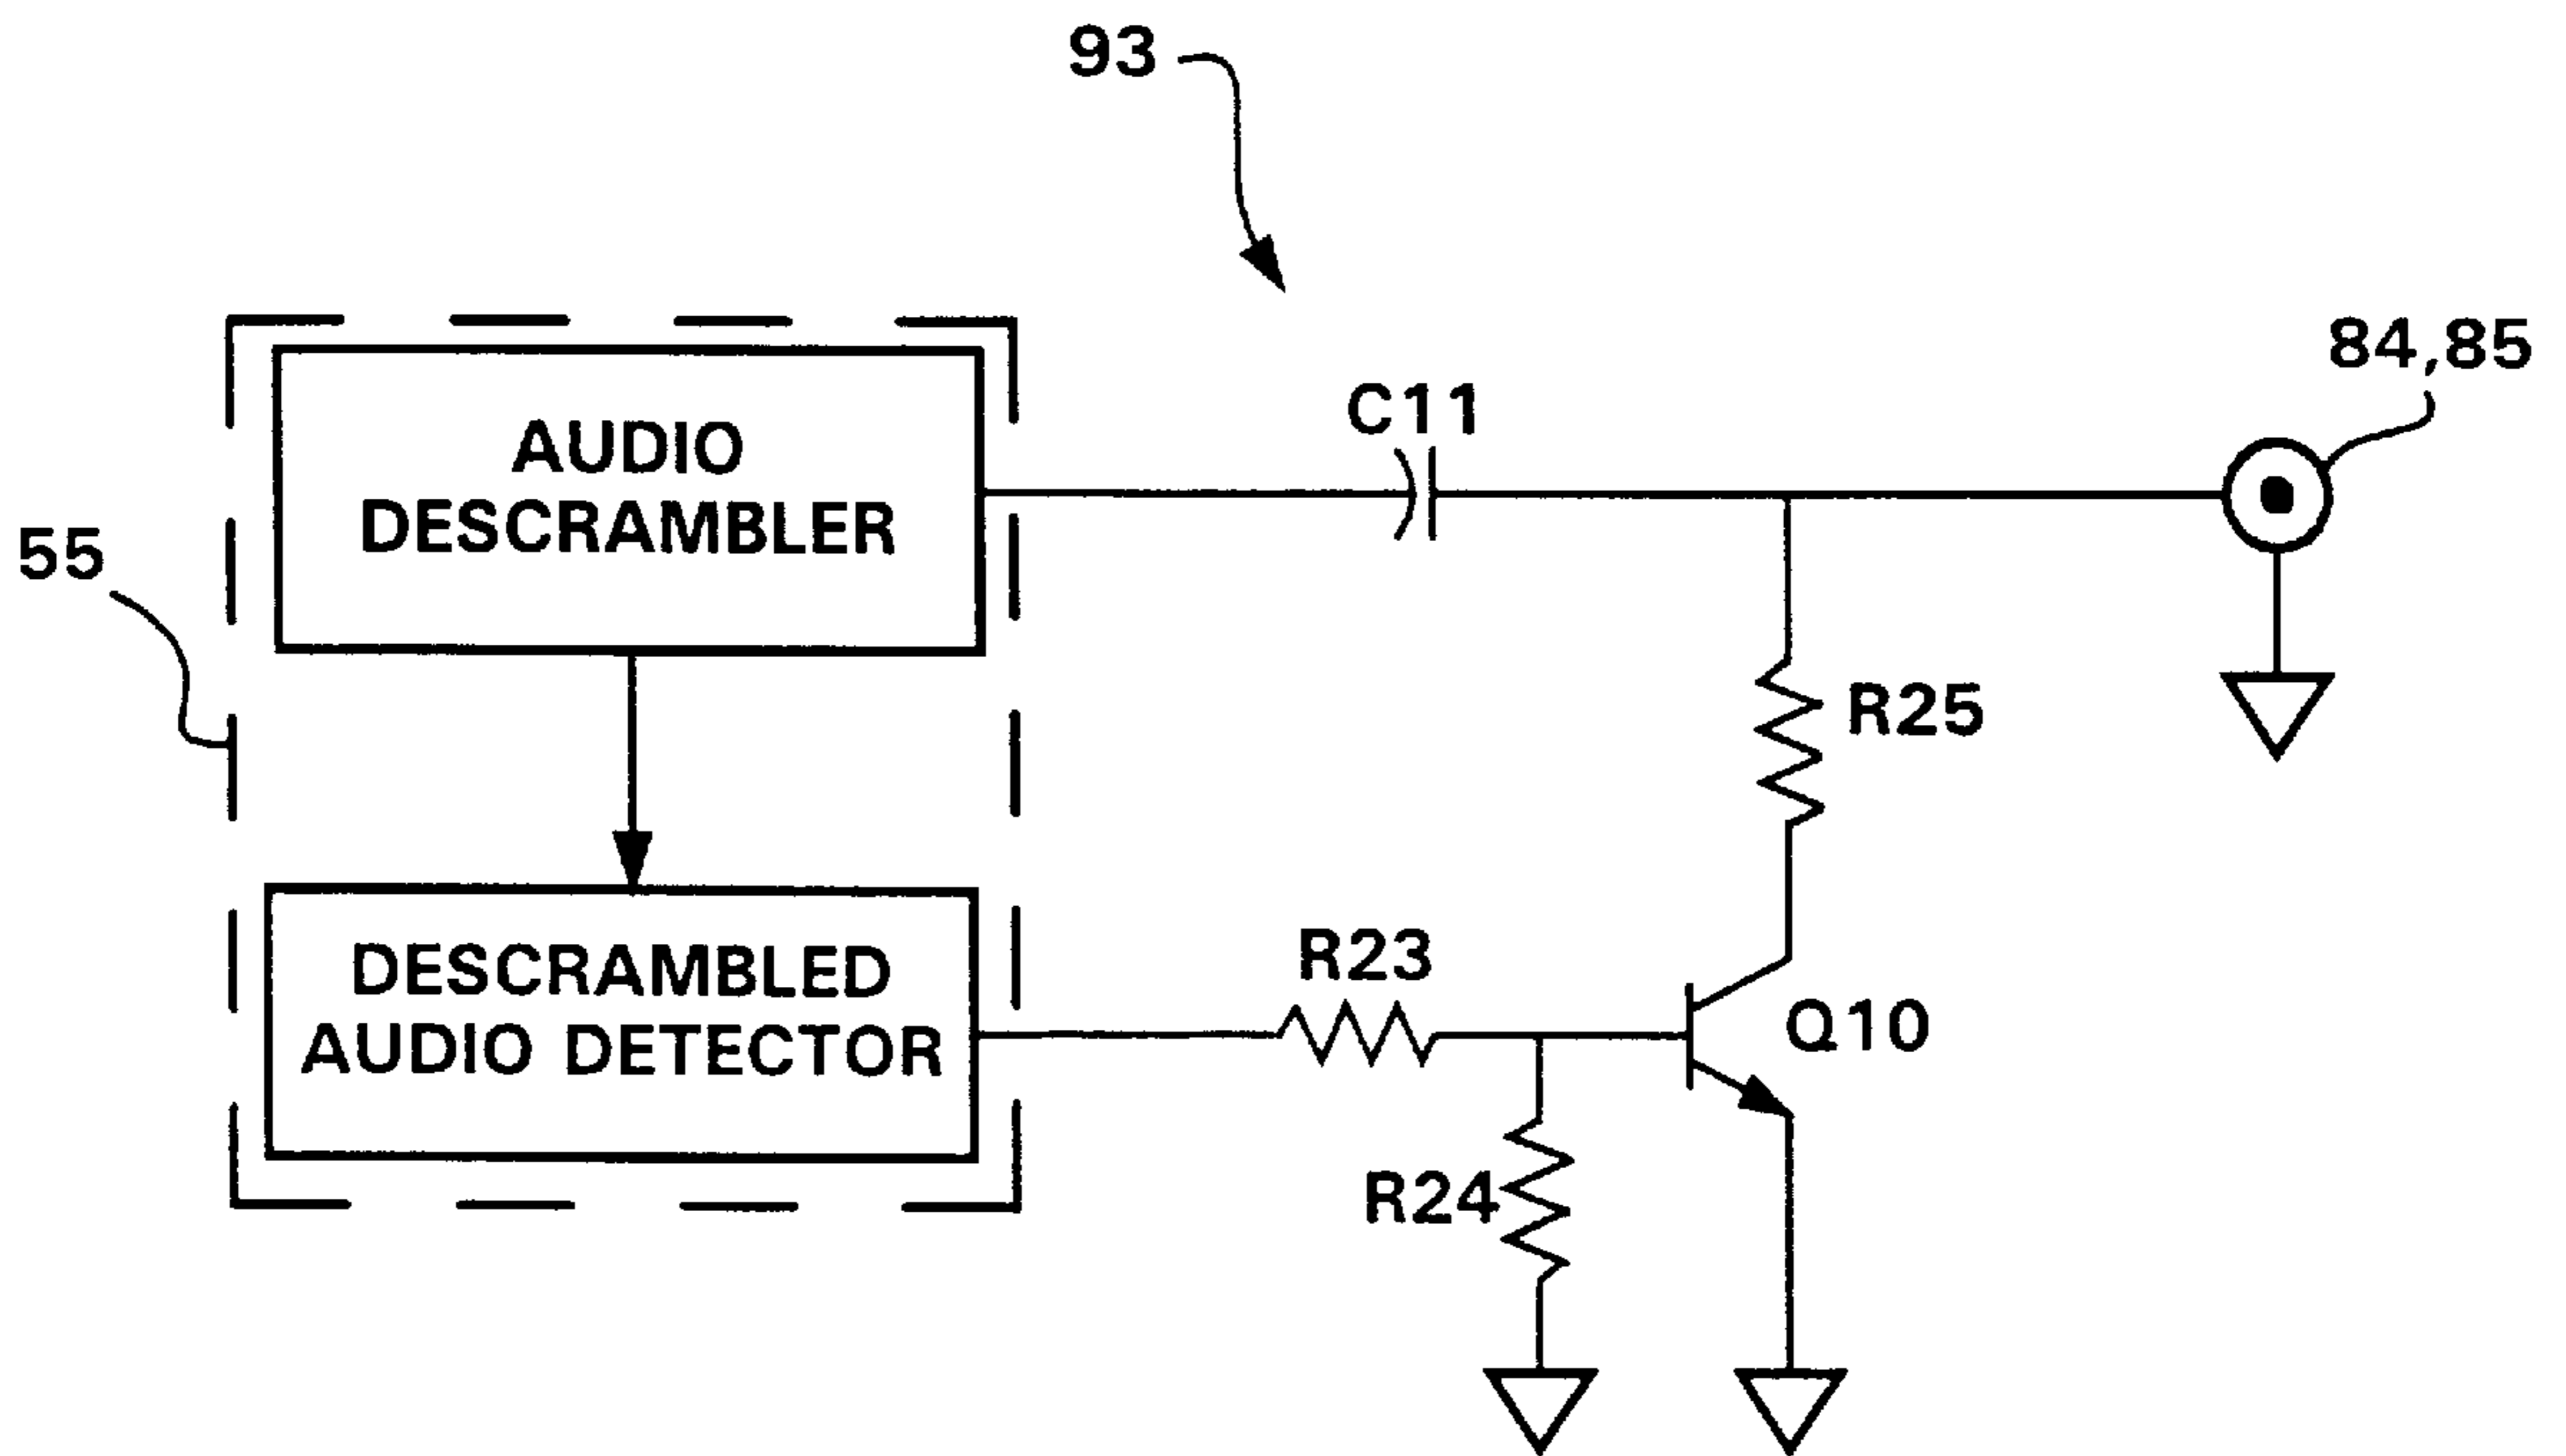 93
84,85
C11
AUDIO
DESCRAMBLER
55
R25
R23
DESCRAMBLED
AUDIO DETECTOR
Q10
R24